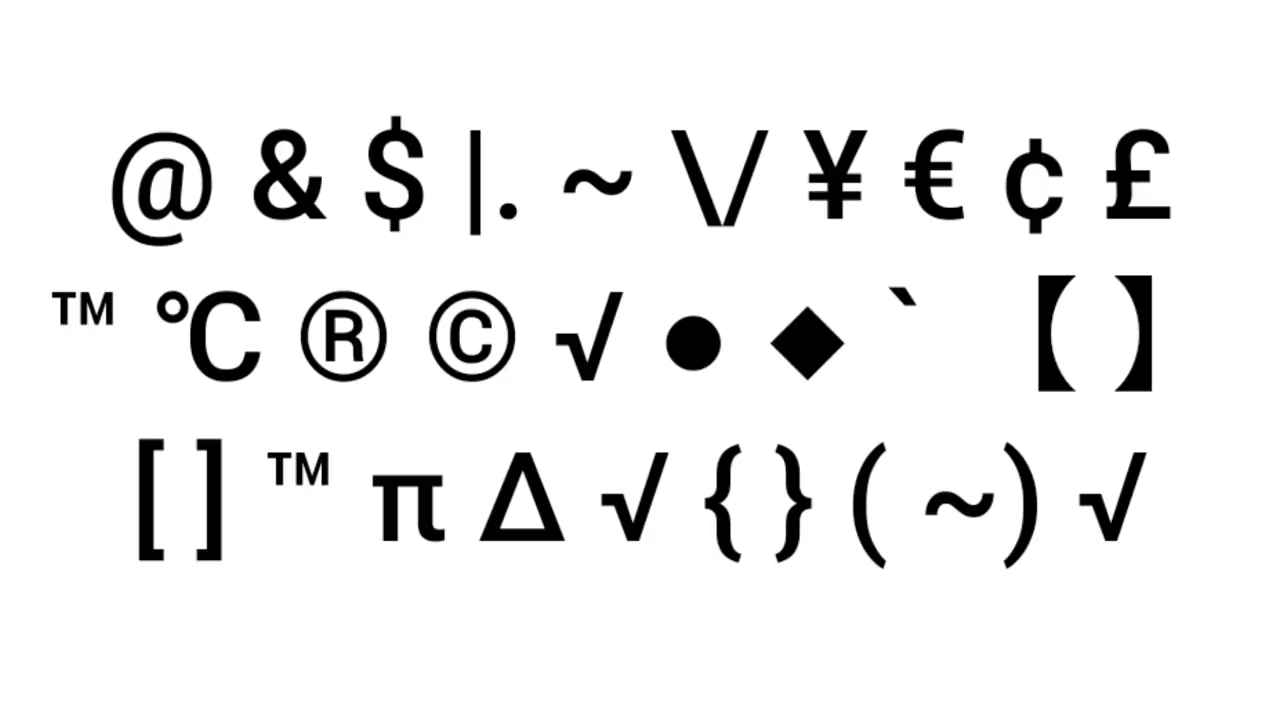 @ & $ |. ~ \/ ¥ € ¢ £
™ ℃ ® © √ ● ◆ ` 【 】
[ ] ™ π ∆ √ { } ( ~) √